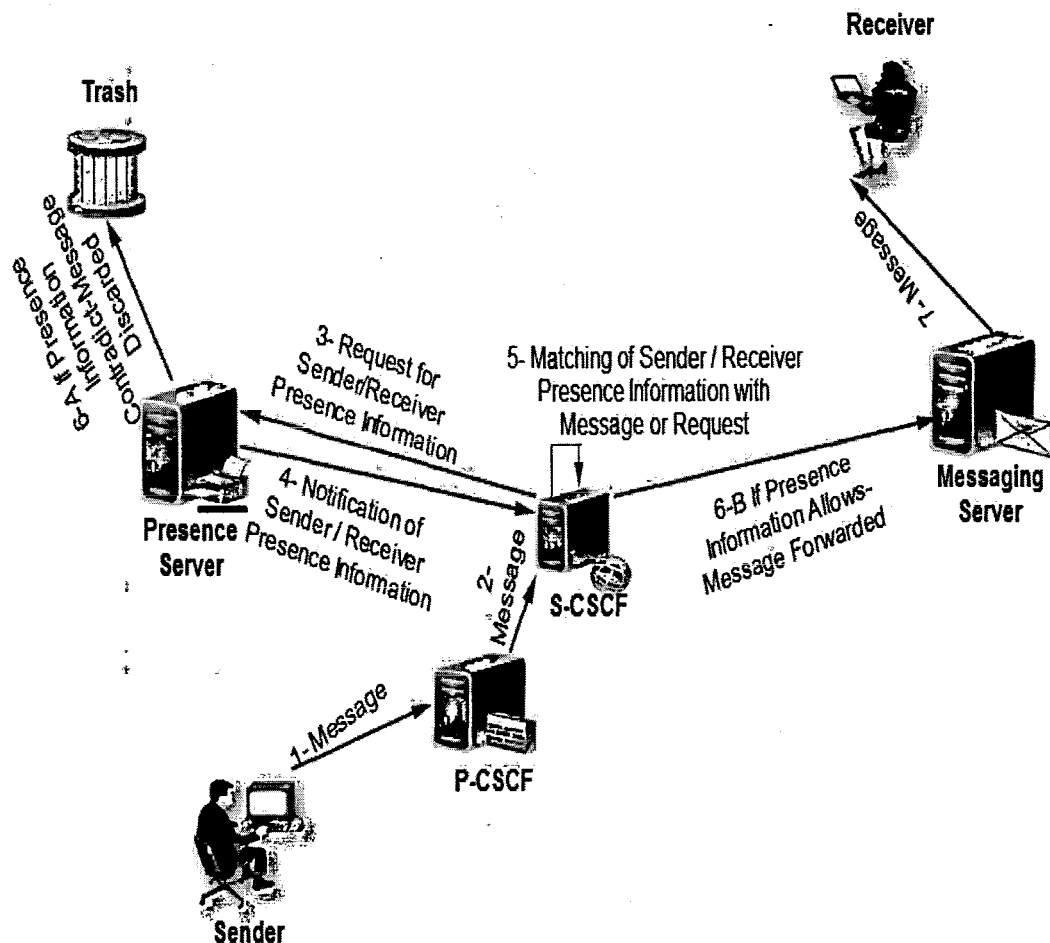 Receiver
Trash
6-A If Presence
Information
Contradict-Message
Discarded
7- Message
3- Request for
Sender/Receiver
Presence Information
5- Matching of Sender / Receiver
Presence Information with
Message or Request
4- Notification of
Sender / Receiver
Presence Information
6-B If Presence
Information Allows-
Message Forwarded
Messaging
Server
Presence
Server
2-
Message
S-CSCF
1- Message
P-CSCF
Sender